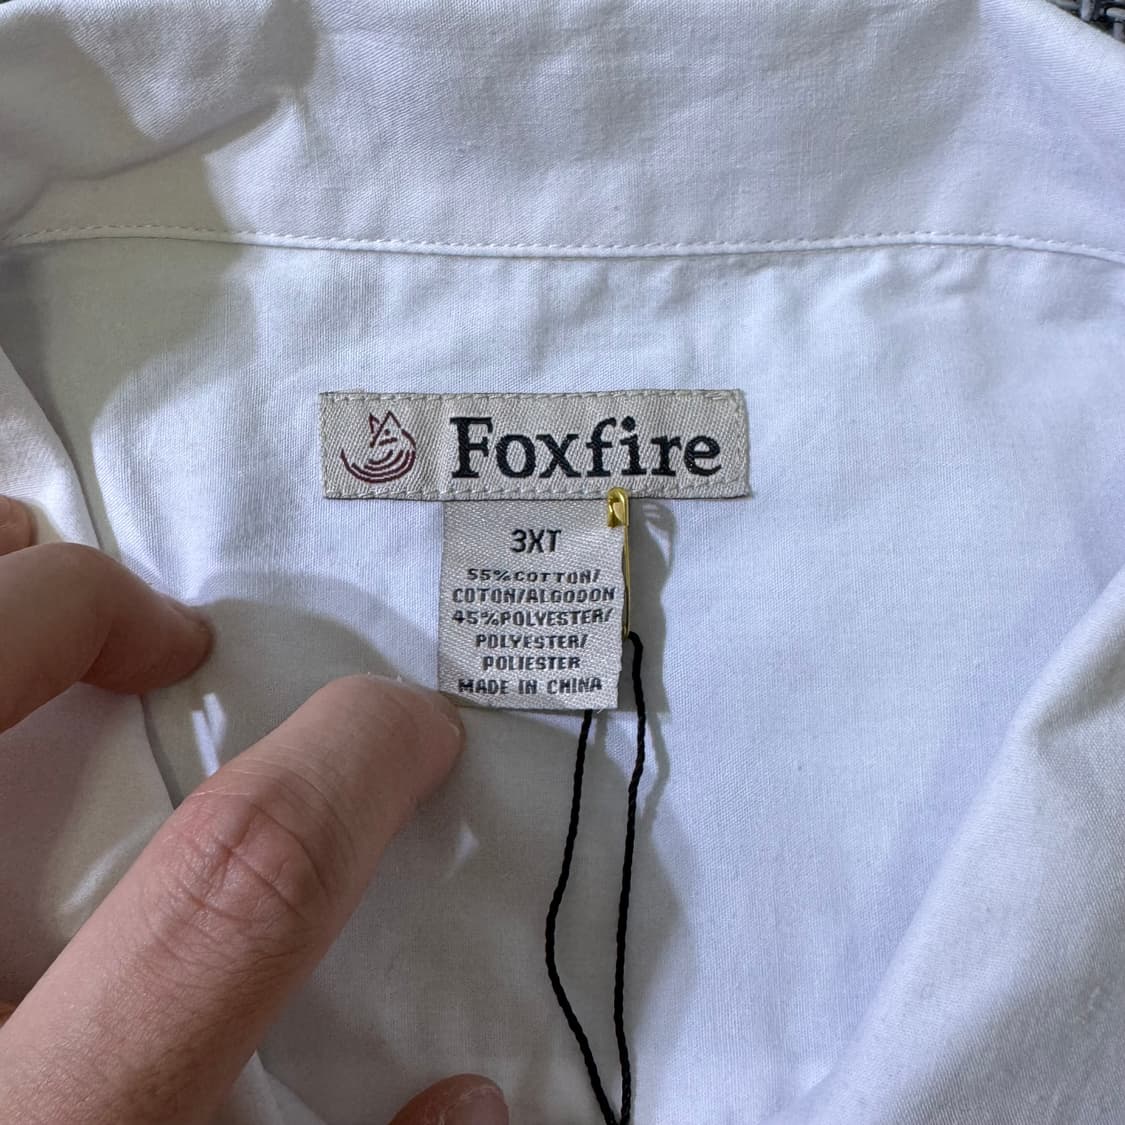 Foxfire
3XT
55%COTTON/
COTON/ALGODON
45%POLYESTER/
POLYESTER/
POLIESTER
MADE IN CHINA